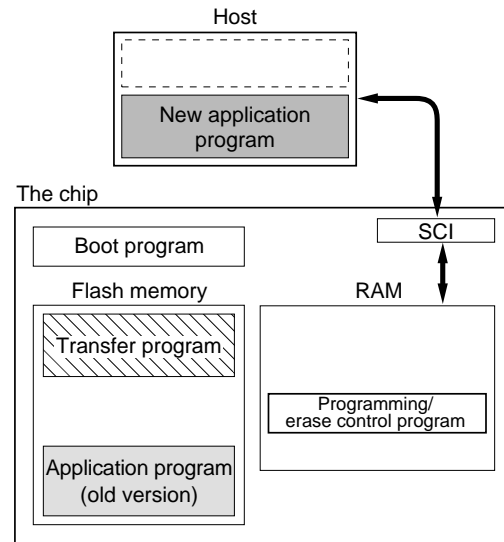 Host
New application
program
The chip
SCI
Boot program
Flash memory
RAM
Transfer program
Programming/
erase control program
Application program
(old version)